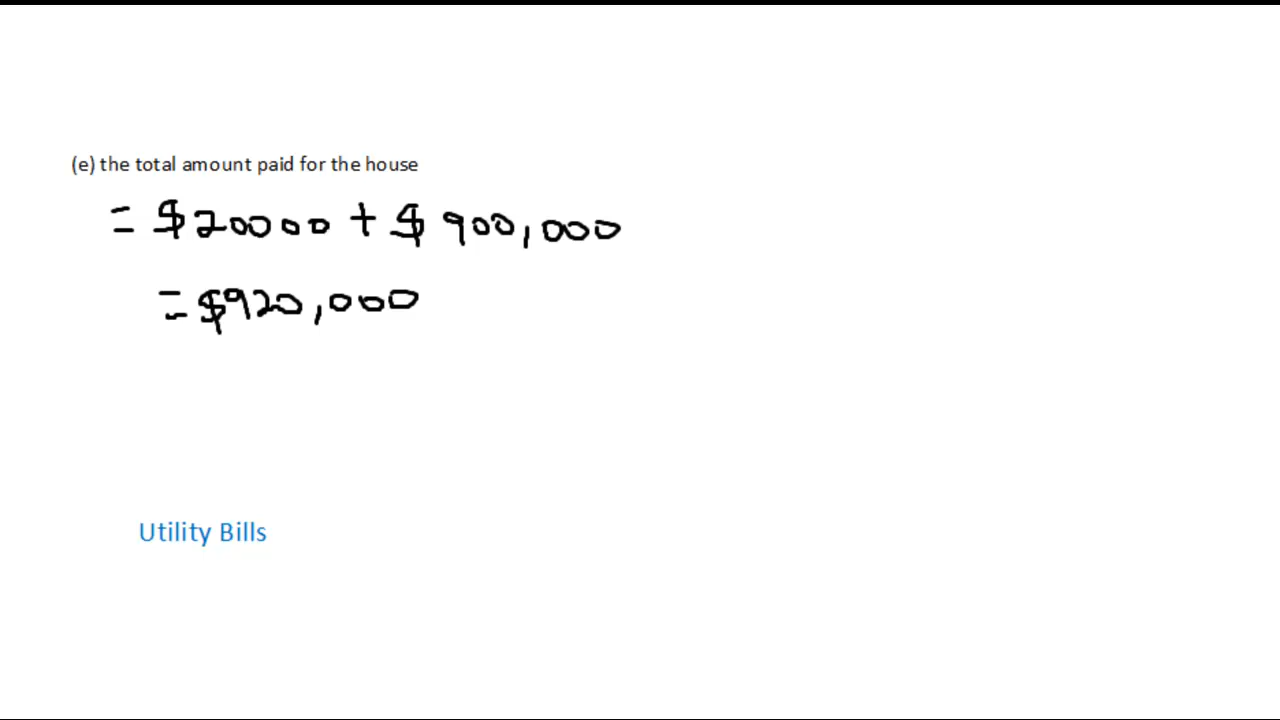 (e) the total amount paid for the house
= $20000 + $900,000
= $920,000
Utility Bills